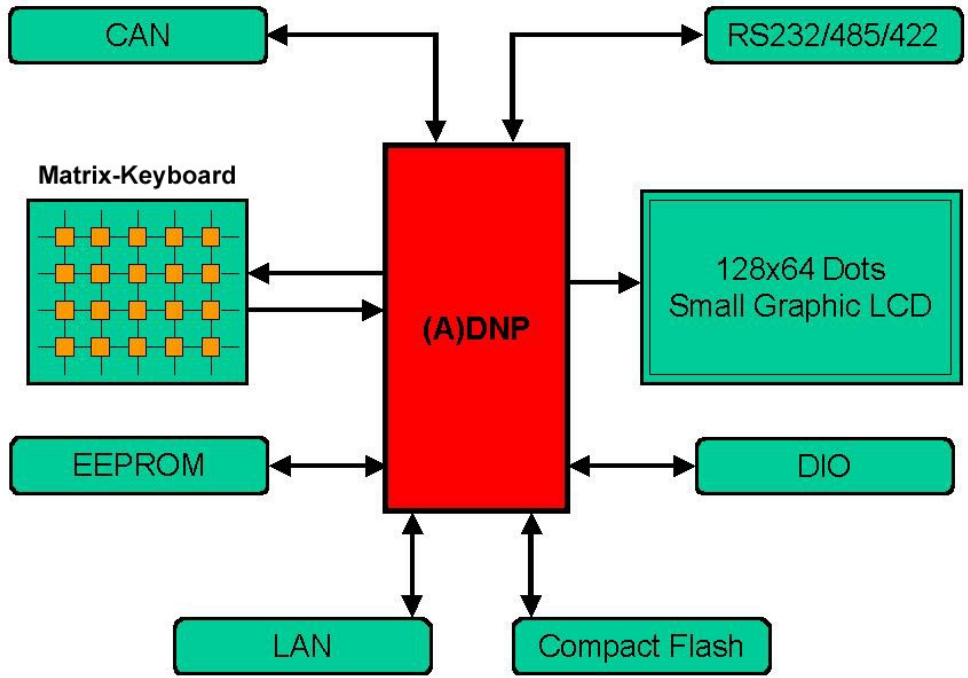 CAN
RS232/485/422
Matrix-Keyboard
128x64 Dots
Small Graphic LCD
(A)DNP
EEPROM
DIO
LAN
Compact Flash